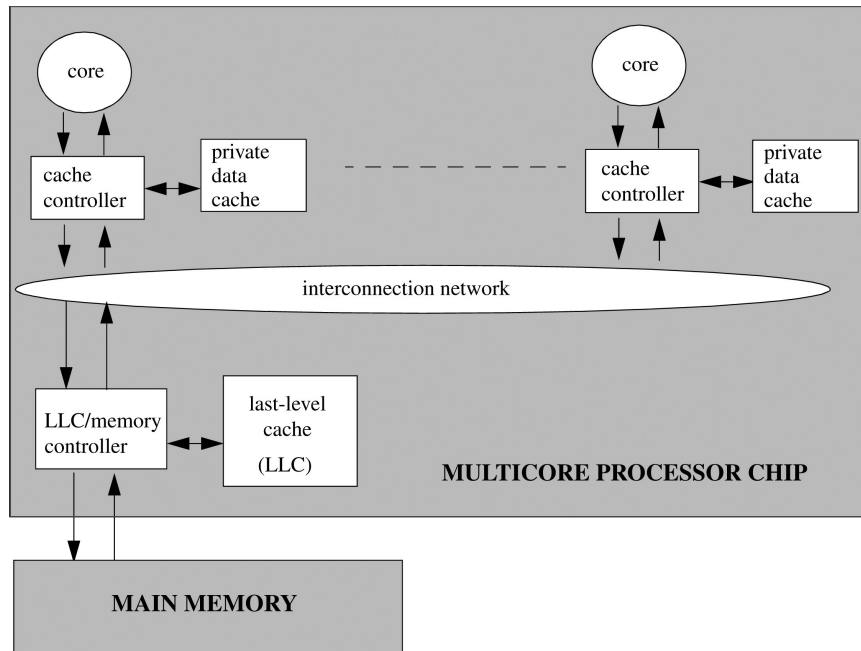 core
core
cache
controller
private
data
cache
cache
controller
private
data
cache
interconnection network
LLC/memory
controller
last-level
cache
(LLC)
MULTICORE PROCESSOR CHIP
MAIN MEMORY